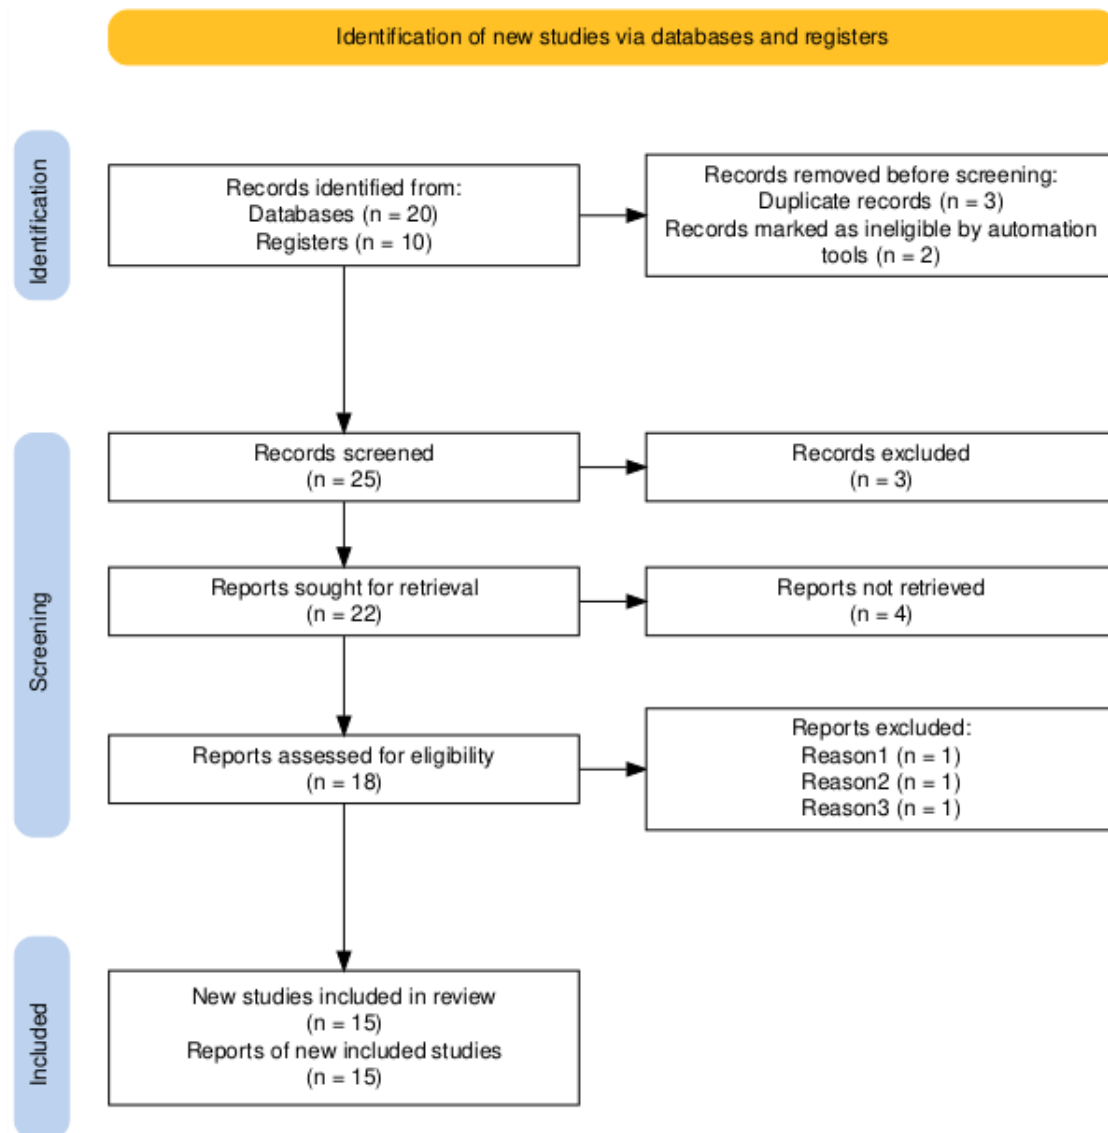 Identification of new studies via databases and registers
Identification
Records identified from:
Databases (n = 20)
Registers (n = 10)
Records removed before screening:
Duplicate records (n = 3)
Records marked as ineligible by automation
tools (n = 2)
Screening
Records screened
(n = 25)
Records excluded
(n = 3)
Reports sought for retrieval
(n = 22)
Reports not retrieved
(n = 4)
Reports assessed for eligibility
(n = 18)
Reports excluded:
Reason1 (n = 1)
Reason2 (n = 1)
Reason3 (n = 1)
Included
New studies included in review
(n = 15)
Reports of new included studies
(n = 15)